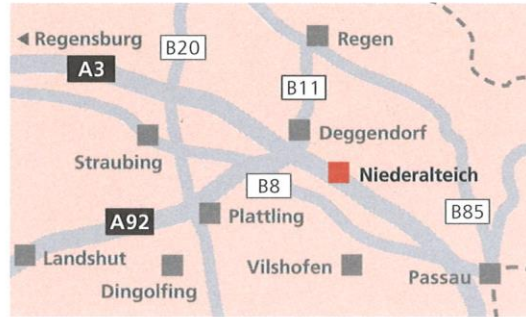 ◄ Regensburg
B20
Regen
A3
B11
Deggendorf
Straubing
Niederalteich
B8
B85
A92
Plattling
Landshut
Vilshofen
Dingolfing
Passau